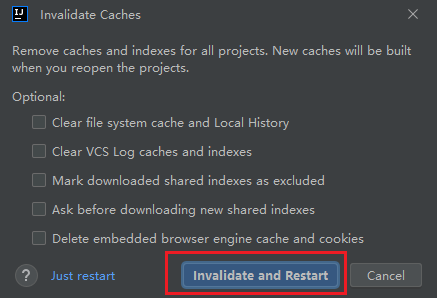 IJ
Invalidate Caches
Remove caches and indexes for all projects. New caches will be built
when you reopen the projects.
Optional:
Clear file system cache and Local History
Clear VCS Log caches and indexes
Mark downloaded shared indexes as excluded
Ask before downloading new shared indexes
Delete embedded browser engine cache and cookies
? Just restart Invalidate and Restart Cancel